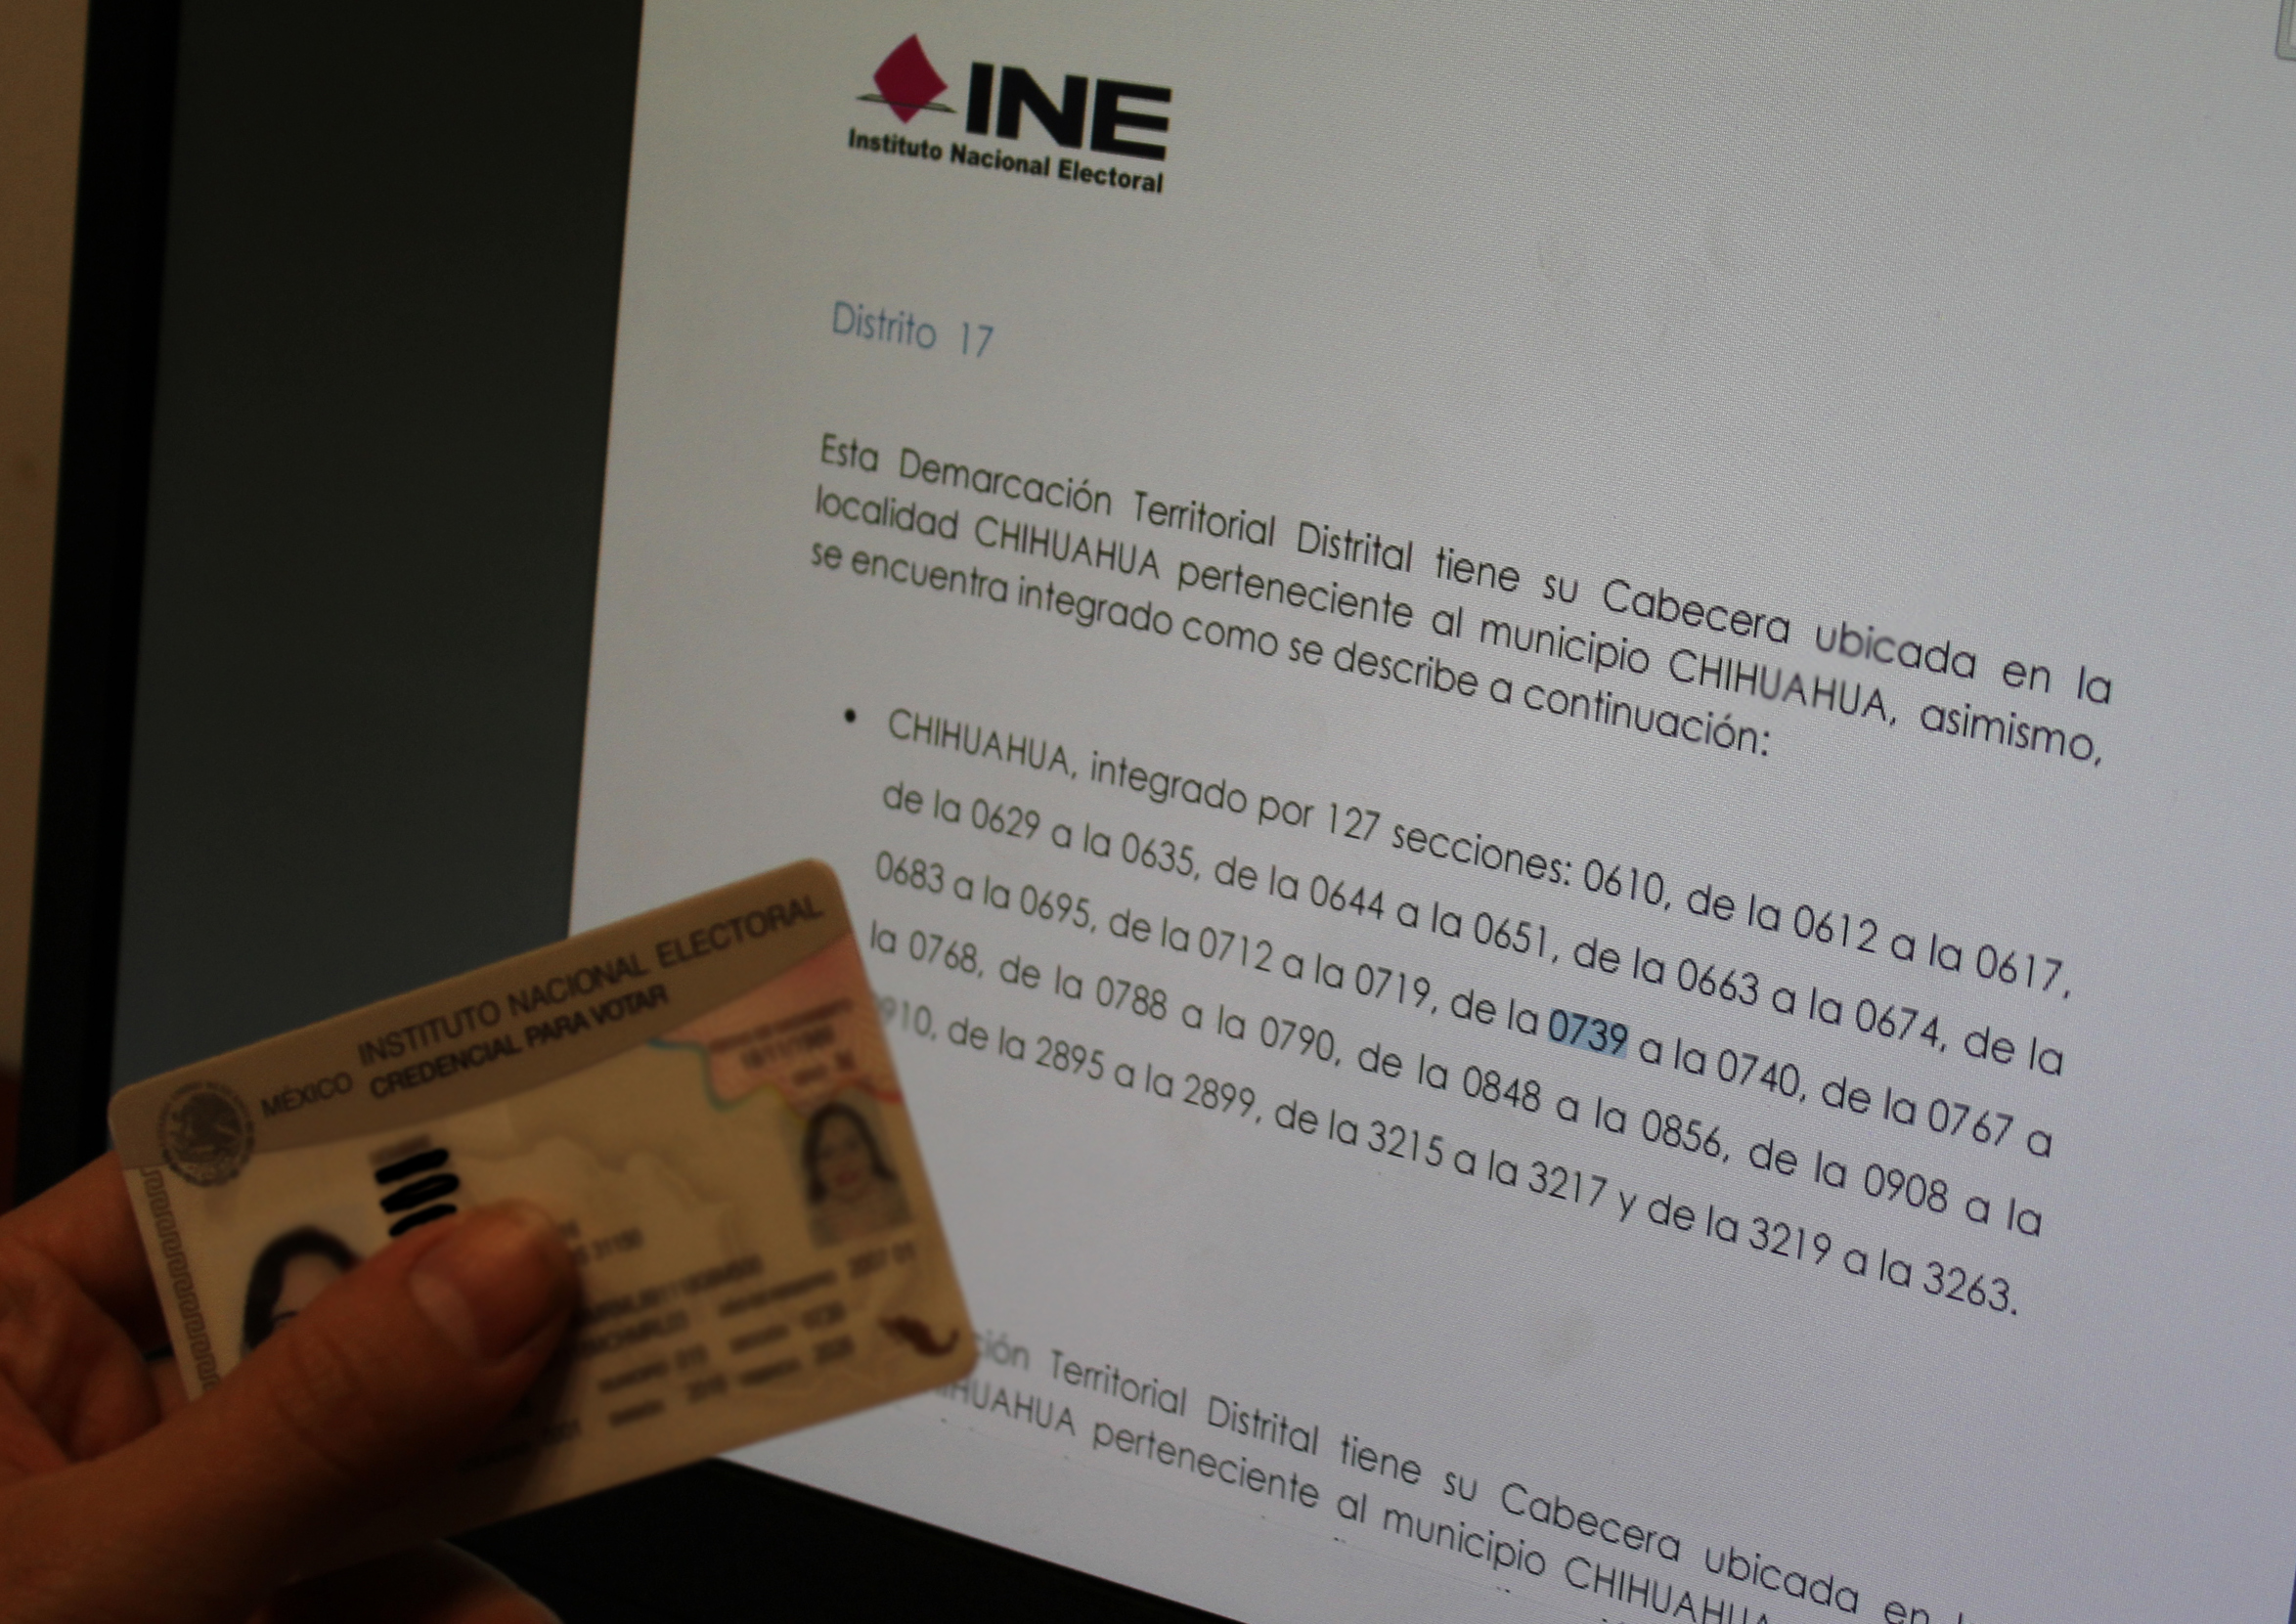 INE
Instituto Nacional Electoral
Distrito 17
Esta Demarcación Territorial Distrital tiene su Cabecera ubicada en la
localidad CHIHUAHUA perteneciente al municipio CHIHUAHUA, asimismo,
se encuentra integrado como se describe a continuación:
• CHIHUAHUA, integrado por 127 secciones: 0610, de la 0612 a la 0617,
de la 0629 a la 0635, de la 0644 a la 0651, de la 0663 a la 0674, de la
0683 a la 0695, de la 0712 a la 0719, de la 0739 a la 0740, de la 0767 a
la 0768, de la 0788 a la 0790, de la 0848 a la 0856, de la 0908 a la
910, de la 2895 a la 2899, de la 3215 a la 3217 y de la 3219 a la 3263.
ción Territorial Distrital tiene su Cabecera ubicada en
HUAHUA perteneciente al municipio CHIHUAHUA
MÉXICO INSTITUTO NACIONAL ELECTORAL
CREDENCIAL PARA VOTAR